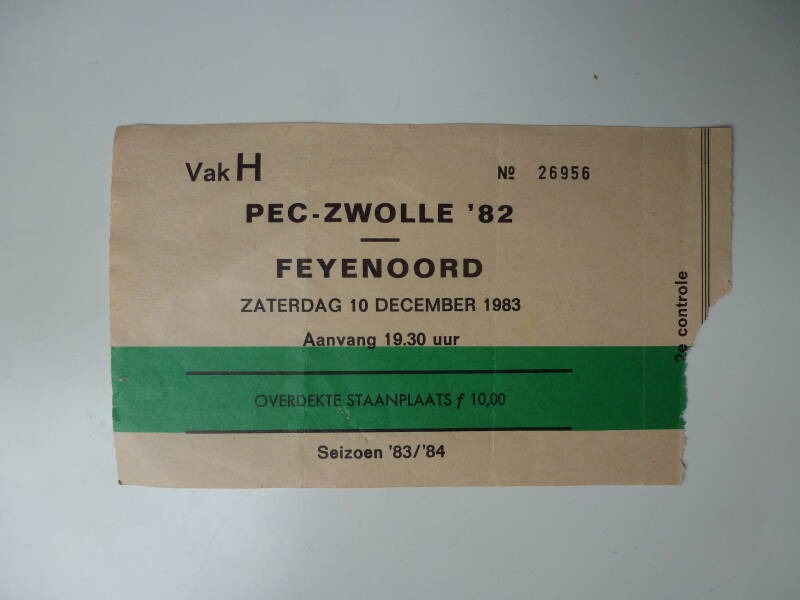 Vak H
Nº 26956
PEC-ZWOLLE '82
—
FEYENOORD
ZATERDAG 10 DECEMBER 1983
Aanvang 19.30 uur
OVERDEKTE STAANPLAATS ƒ 10,00
Seizoen '83/'84
2e controle